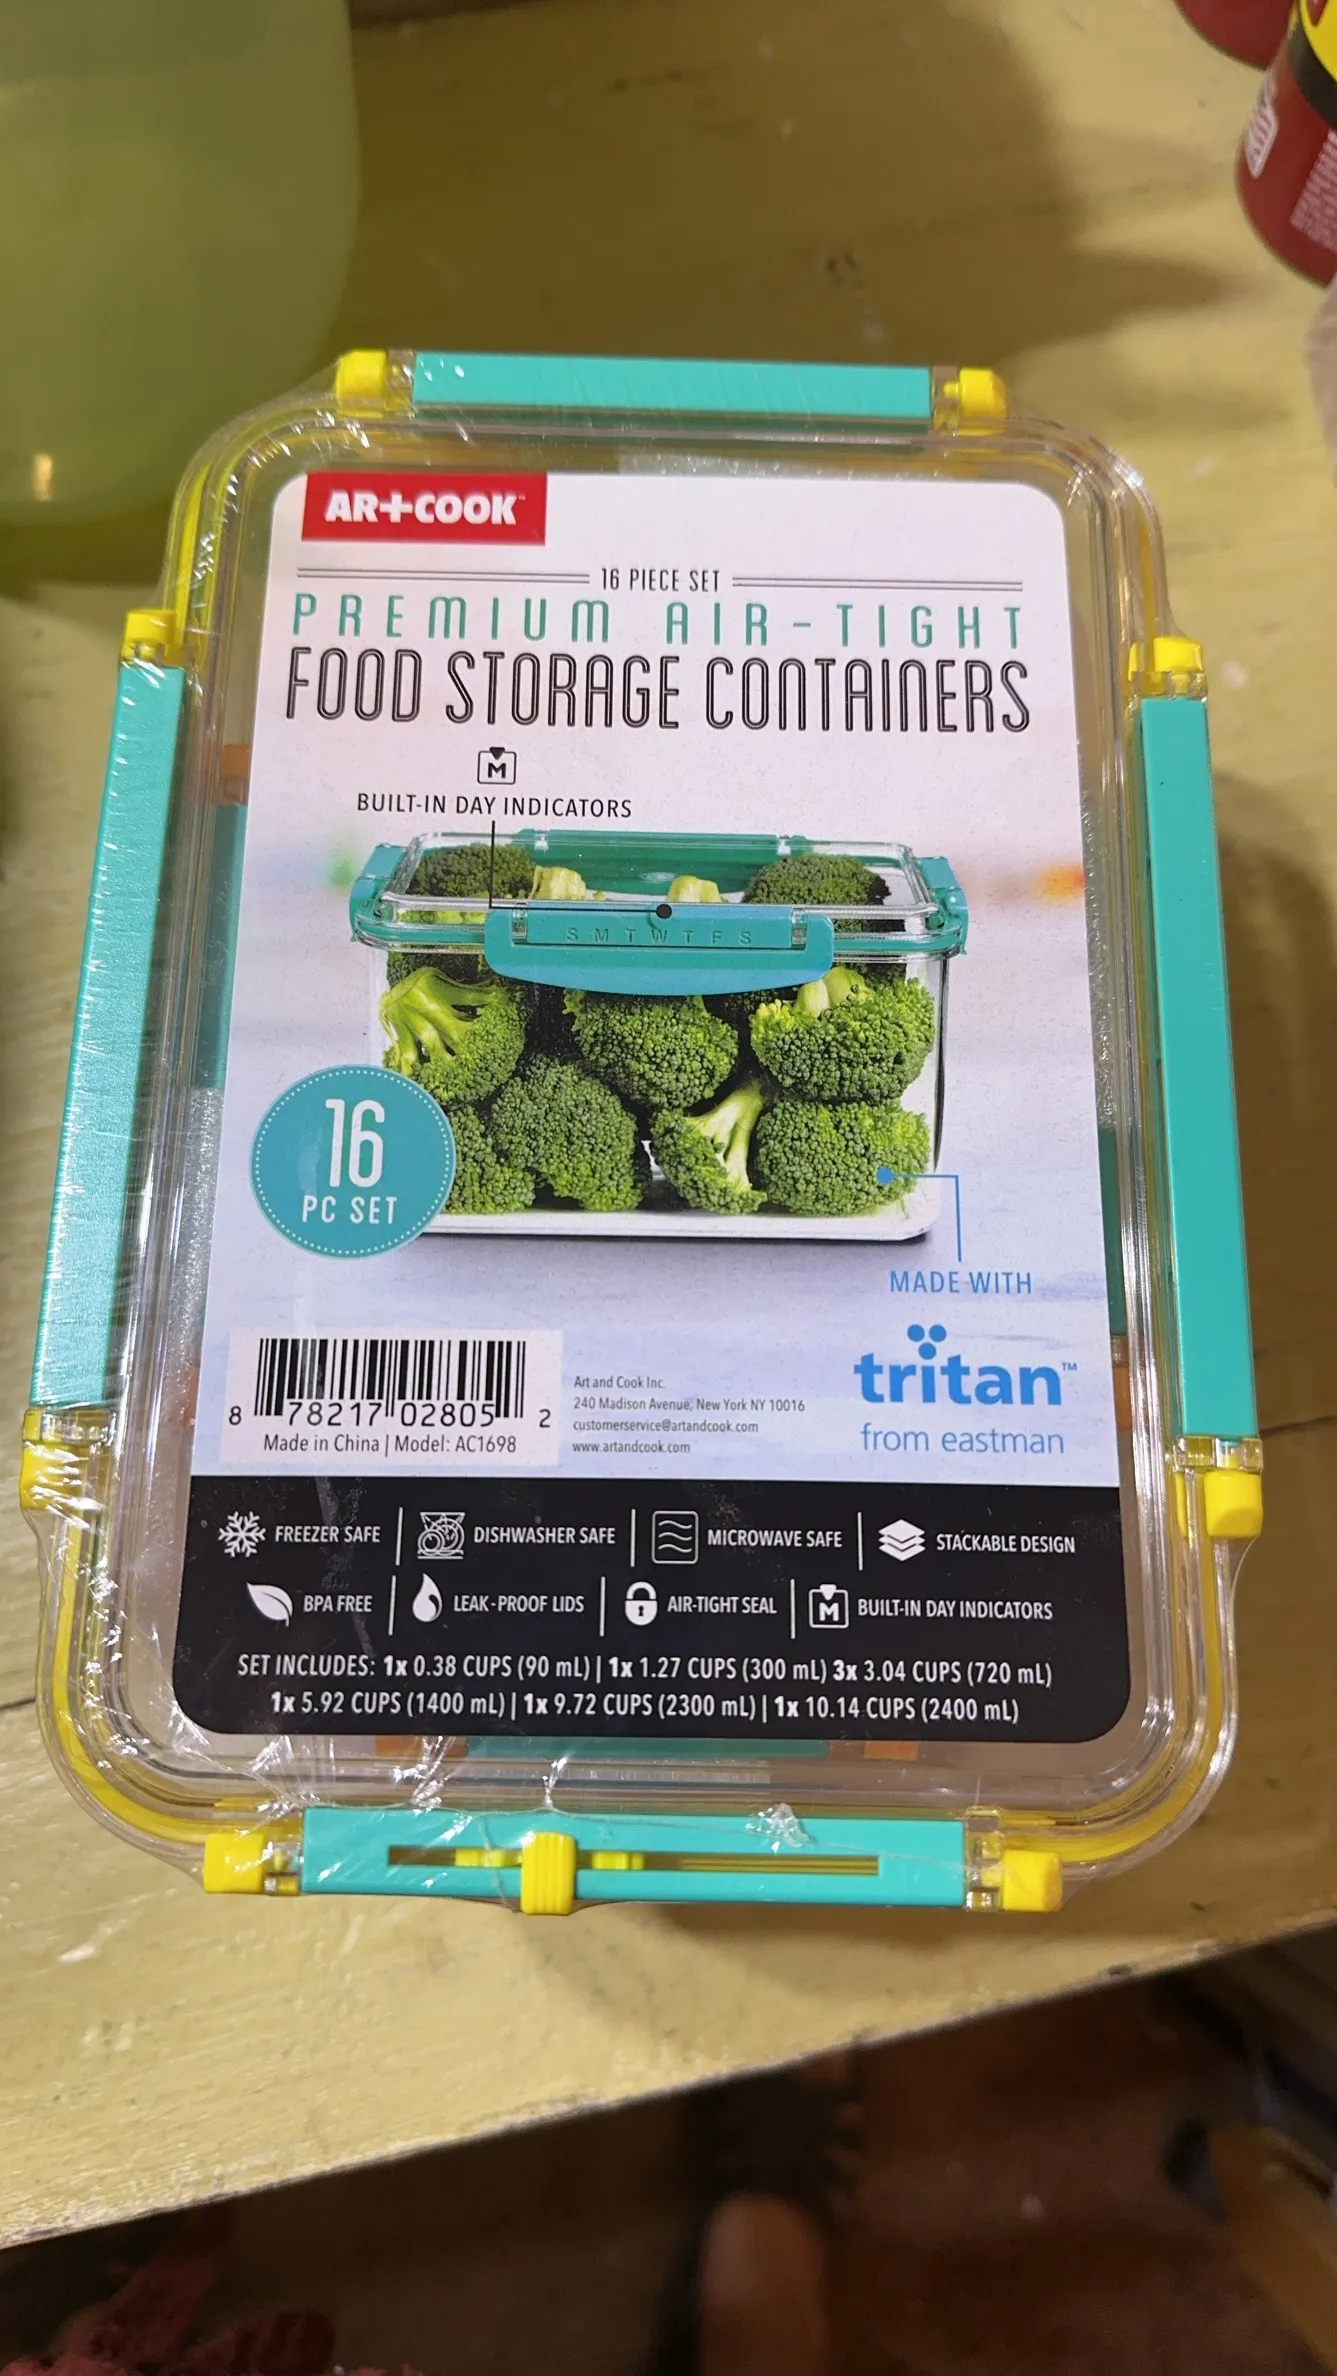 AR+COOK™
16 PIECE SET
PREMIUM AIR-TIGHT
FOOD STORAGE CONTAINERS
M
BUILT-IN DAY INDICATORS
S M T W T F S
16
PC SET
MADE WITH
tritan™
from eastman
8 78217 02805 2
Made in China | Model: AC1698
Art and Cook Inc.
240 Madison Avenue, New York NY 10016
customerservice@artandcook.com
www.artandcook.com
FREEZER SAFE | DISHWASHER SAFE | MICROWAVE SAFE | STACKABLE DESIGN
BPA FREE | LEAK-PROOF LIDS | AIR-TIGHT SEAL | M BUILT-IN DAY INDICATORS
SET INCLUDES: 1x 0.38 CUPS (90 mL) | 1x 1.27 CUPS (300 mL) 3x 3.04 CUPS (720 mL)
1x 5.92 CUPS (1400 mL) | 1x 9.72 CUPS (2300 mL) | 1x 10.14 CUPS (2400 mL)